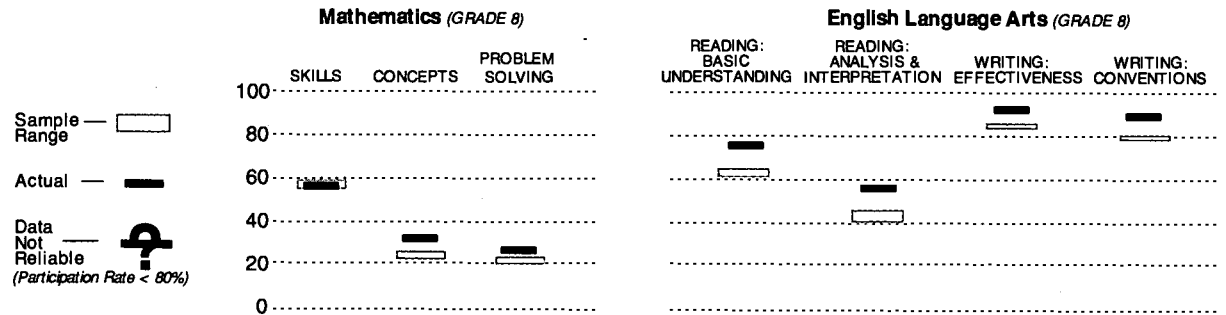 Mathematics (GRADE 8)
SKILLS
CONCEPTS
PROBLEM
SOLVING
100
80
60
40
20
0
Sample
Range
Actual
Data
Not
Reliable
(Participation Rate < 80%)
?
English Language Arts (GRADE 8)
READING:
BASIC
UNDERSTANDING
READING:
ANALYSIS &
INTERPRETATION
WRITING:
EFFECTIVENESS
WRITING:
CONVENTIONS